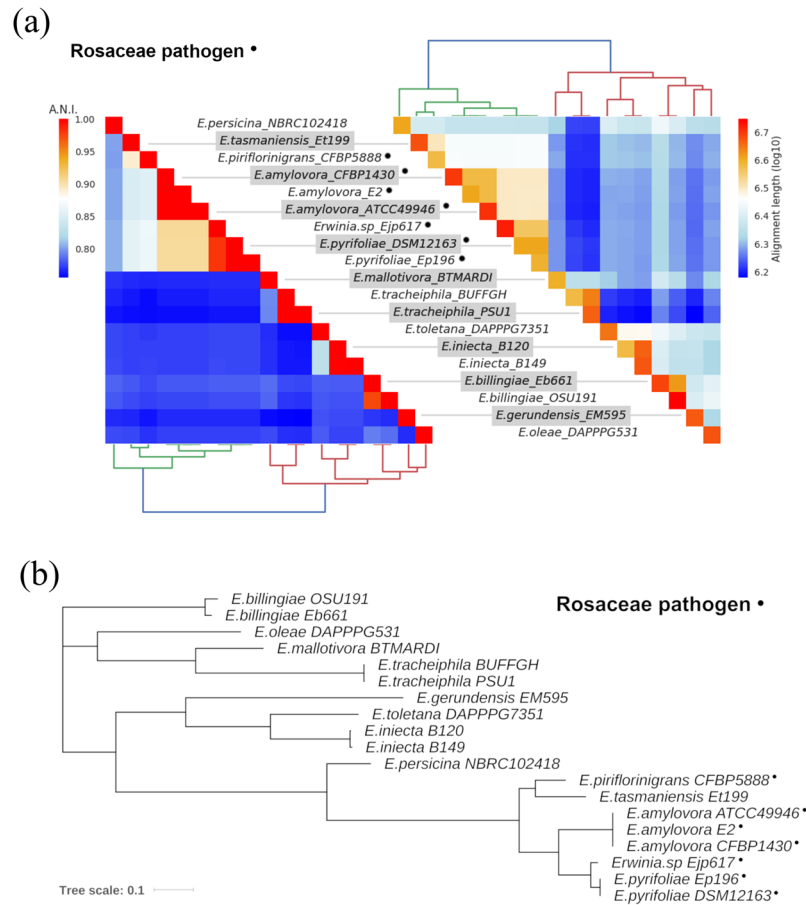 (a)
Rosaceae pathogen •
A.N.I.
1.00
0.95
0.90
0.85
0.80
E.persicina_NBRC102418
E.tasmaniensis_Et199
E.piriflorinigrans_CFBP5888 •
E.amylovora_CFBP1430 •
E.amylovora_E2 •
E.amylovora_ATCC49946 •
Erwinia.sp_Ejp617 •
E.pyrifoliae_DSM12163 •
E.pyrifoliae_Ep196 •
E.mallotivora_BTMARDI
E.tracheiphila_BUFFGH
E.tracheiphila_PSU1
E.toletana_DAPPPG7351
E.iniecta_B120
E.iniecta_B149
E.billingiae_Eb661
E.billingiae_OSU191
E.gerundensis_EM595
E.oleae_DAPPPG531
6.7
6.6
6.5
6.4
6.3
6.2
Alignment length (log10)
(b)
Rosaceae pathogen •
E.billingiae OSU191
E.billingiae Eb661
E.oleae DAPPPG531
E.mallotivora BTMARDI
E.tracheiphila BUFFGH
E.tracheiphila PSU1
E.gerundensis EM595
E.toletana DAPPPG7351
E.iniecta B120
E.iniecta B149
E.persicina NBRC102418
E.piriflorinigrans CFBP5888 •
E.tasmaniensis Et199
E.amylovora ATCC49946 •
E.amylovora E2 •
E.amylovora CFBP1430 •
Erwinia.sp Ejp617 •
E.pyrifoliae Ep196 •
E.pyrifoliae DSM12163 •
Tree scale: 0.1